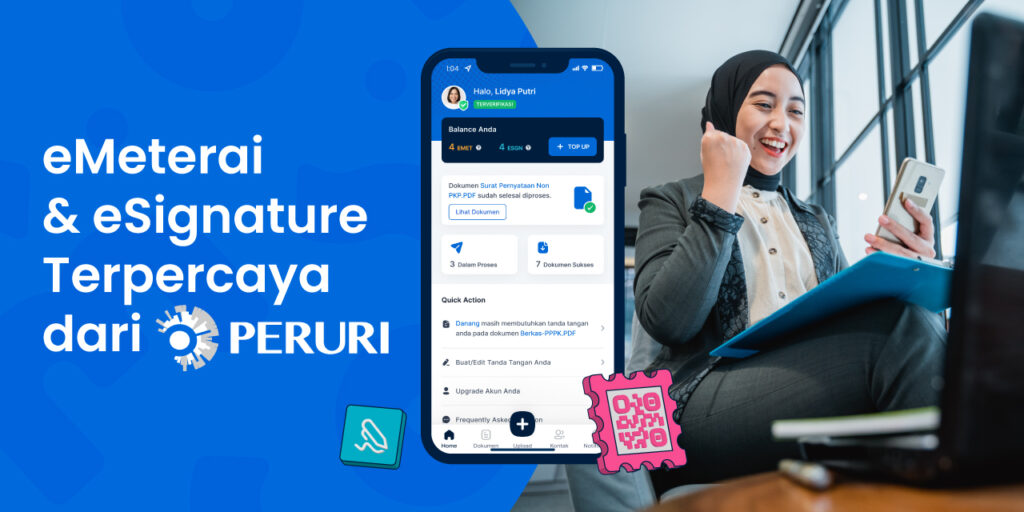 eMeterai
& eSignature
Terpercaya
dari PERURI
1:04
Halo, Lidya Putri
TERVERIFIKASI
Balance Anda
4 EMET ? 4 ESGN ? + TOP UP
Dokumen Surat Pernyataan Non
PKP.PDF sudah selesai diproses.
Lihat Dokumen
3 Dalam Proses
7 Dokumen Sukses
Quick Action
Danang masih membutuhkan tanda tangan
anda pada dokumen Berkas-PPPK.PDF
Buat/Edit Tanda Tangan Anda
Upgrade Akun Anda
Frequently Asked
Home Dokumen Upload Kontak